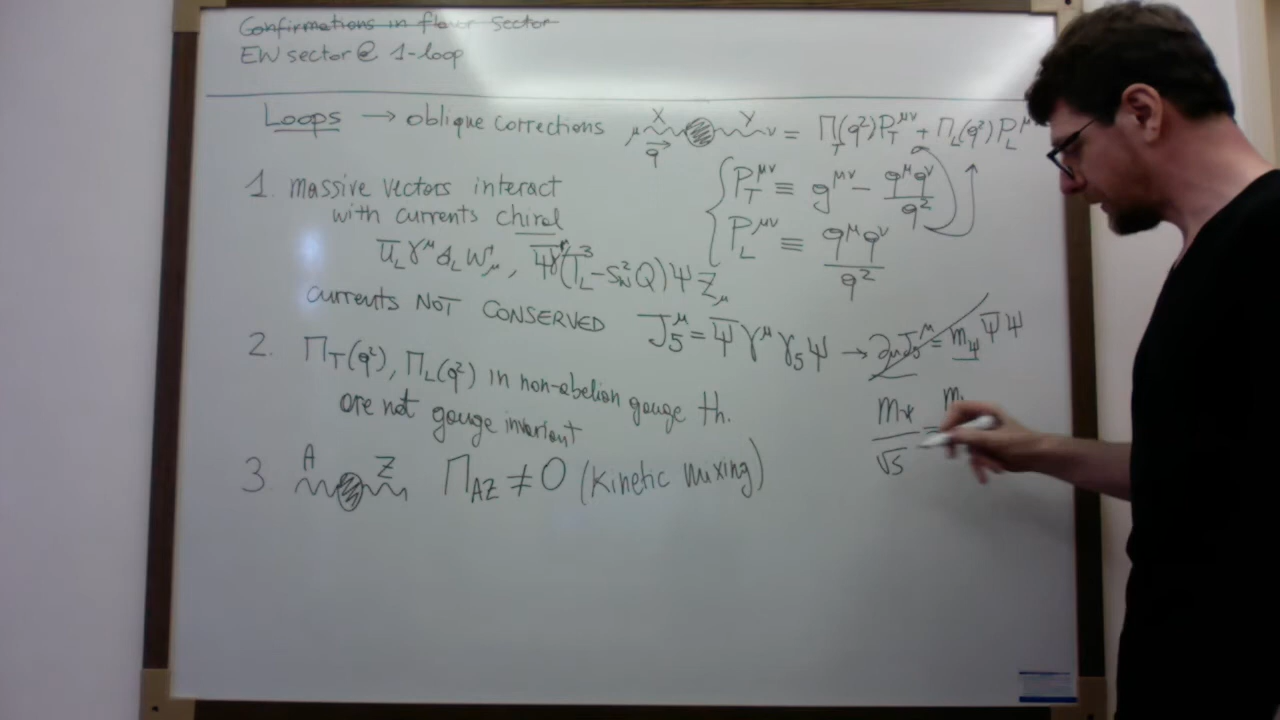 Confirmations in flavor sector
EW sector @ 1-loop
Loops → oblique corrections μ X q Y ν = Π_T(q²)P_T^{μν} + Π_L(q²)P_L^μ
1. massive vectors interact
with currents chiral
P_T^{μν} ≡ g^{μν} - q^μq^ν/q²
P_L^{μν} ≡ q^μq^ν/q²
ū_L γ^μ d_L W_μ^+, Ψ̄γ^μ(T_L^3 - s_W² Q)Ψ Z_μ
currents NOT CONSERVED J_5^μ = Ψ̄γ^μγ_5Ψ → ∂_μJ_5^μ = m_Ψ Ψ̄Ψ
2. Π_T(q²), Π_L(q²) in non-abelian gauge th.
are not gauge invariant
m_*/√s = m
3. A Z Π_AZ ≠ 0 (kinetic mixing)